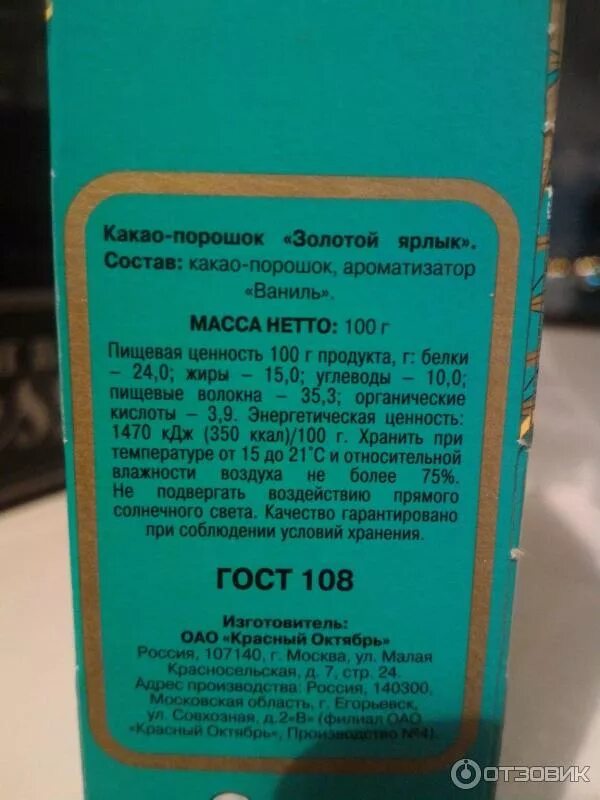 Какао-порошок «Золотой ярлык».
Состав: какао-порошок, ароматизатор
«Ваниль».
МАССА НЕТТО: 100 г
Пищевая ценность 100 г продукта, г: белки
– 24,0; жиры – 15,0; углеводы – 10,0;
пищевые волокна – 35,3; органические
кислоты – 3,9. Энергетическая ценность:
1470 кДж (350 ккал)/100 г. Хранить при
температуре от 15 до 21°С и относительной
влажности воздуха не более 75%.
Не подвергать воздействию прямого
солнечного света. Качество гарантировано
при соблюдении условий хранения.
ГОСТ 108
Изготовитель:
ОАО «Красный Октябрь»
Россия, 107140, г. Москва, ул. Малая
Красносельская, д. 7, стр. 24.
Адрес производства: Россия, 140300,
Московская область, г. Егорьевск,
ул. Совхозная, д.2«В» (филиал ОАО
«Красный Октябрь», Производство №4).
ОТЗОВИК